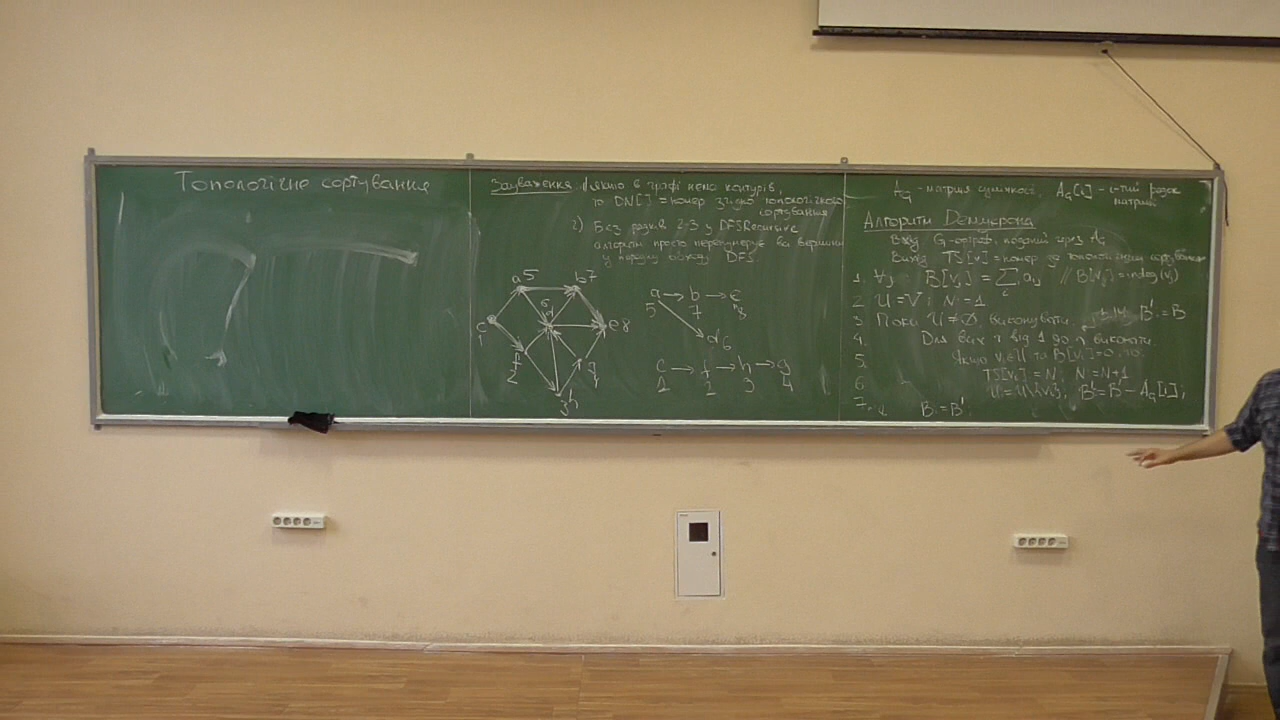 Топологічне сортування
Зауваження. 1) якщо в графі нема контурів,
то DN[] = номер згідно топологічного
сортування
2) Без рядків 2-3 у DFSRecursive
алгоритм просто перенумерує всі вершини
у порядку обходу DFS.
a5 b7
d
c e8
1
f g
2 4
h
3
a → b → e
5 7 8
d6
c → f → h → g
1 2 3 4
A_G - матриця суміжності, A_G[i] - i-тий рядок
матриці
Алгоритм Демукрона
Вхід G-орграф, поданий через A_G
Вихід TS[v] = номер до топологічним сортування
1. ∀j B[v_j] = ∑ a_ij // B[v_j] = indeg(v_j)
i
2. U = V; N = 1
3. Поки U ≠ ∅ виконувати B' := B
4. Для всіх i від 1 до n виконати
5. Якщо v_i ∈ U та B[v_i]=0, то
TS[v_i] = N; N = N+1
6. U = U\{v_i}; B' = B' - A_G[i];
7. B := B'